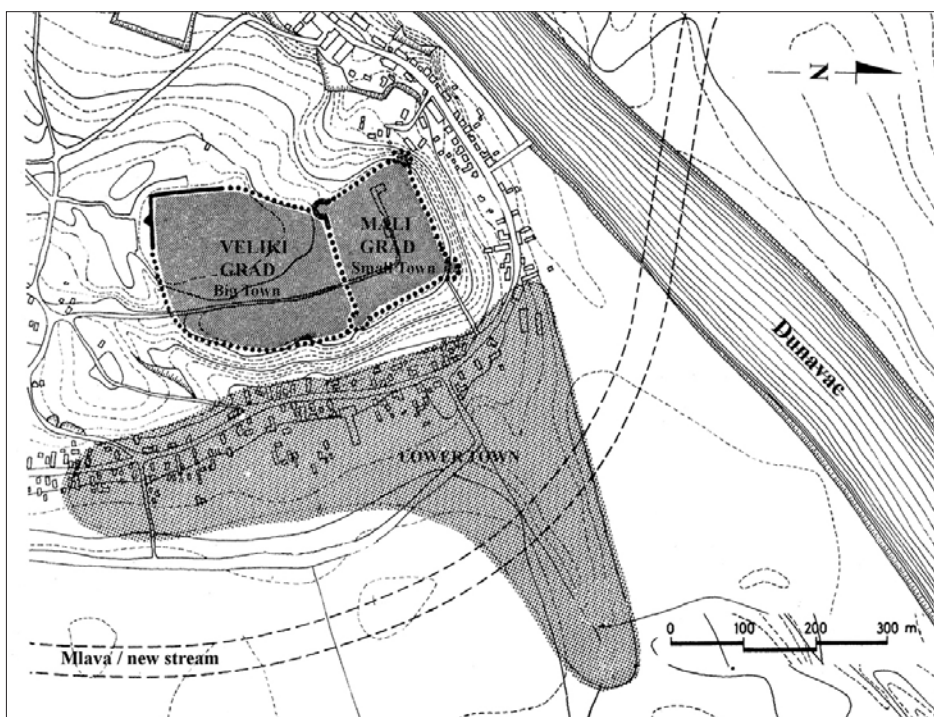 N
VELIKI
GRAD
Big Town
MALI
GRAD
Small Town
Dunavac
LOWER TOWN
0 100 200 300 m
Mlava / new stream